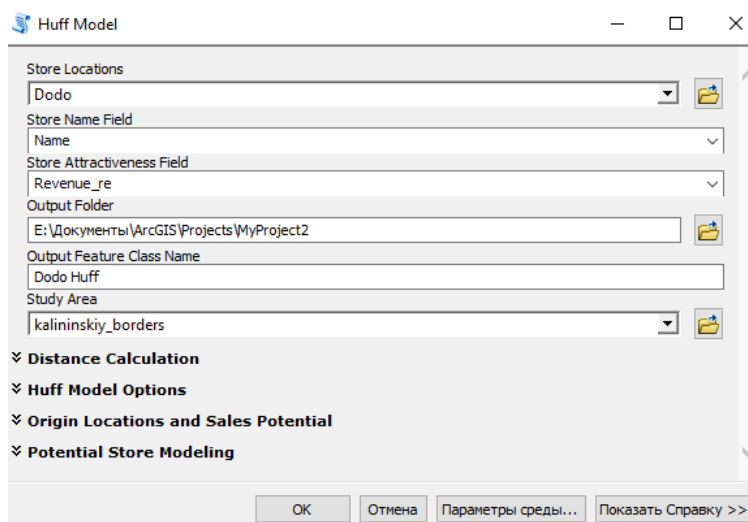 Huff Model
Store Locations
Dodo
Store Name Field
Name
Store Attractiveness Field
Revenue_re
Output Folder
E:\Документы\ArcGIS\Projects\MyProject2
Output Feature Class Name
Dodo Huff
Study Area
kalininskiy_borders
Distance Calculation
Huff Model Options
Origin Locations and Sales Potential
Potential Store Modeling
OK Отмена Параметры среды... Показать Справку >>